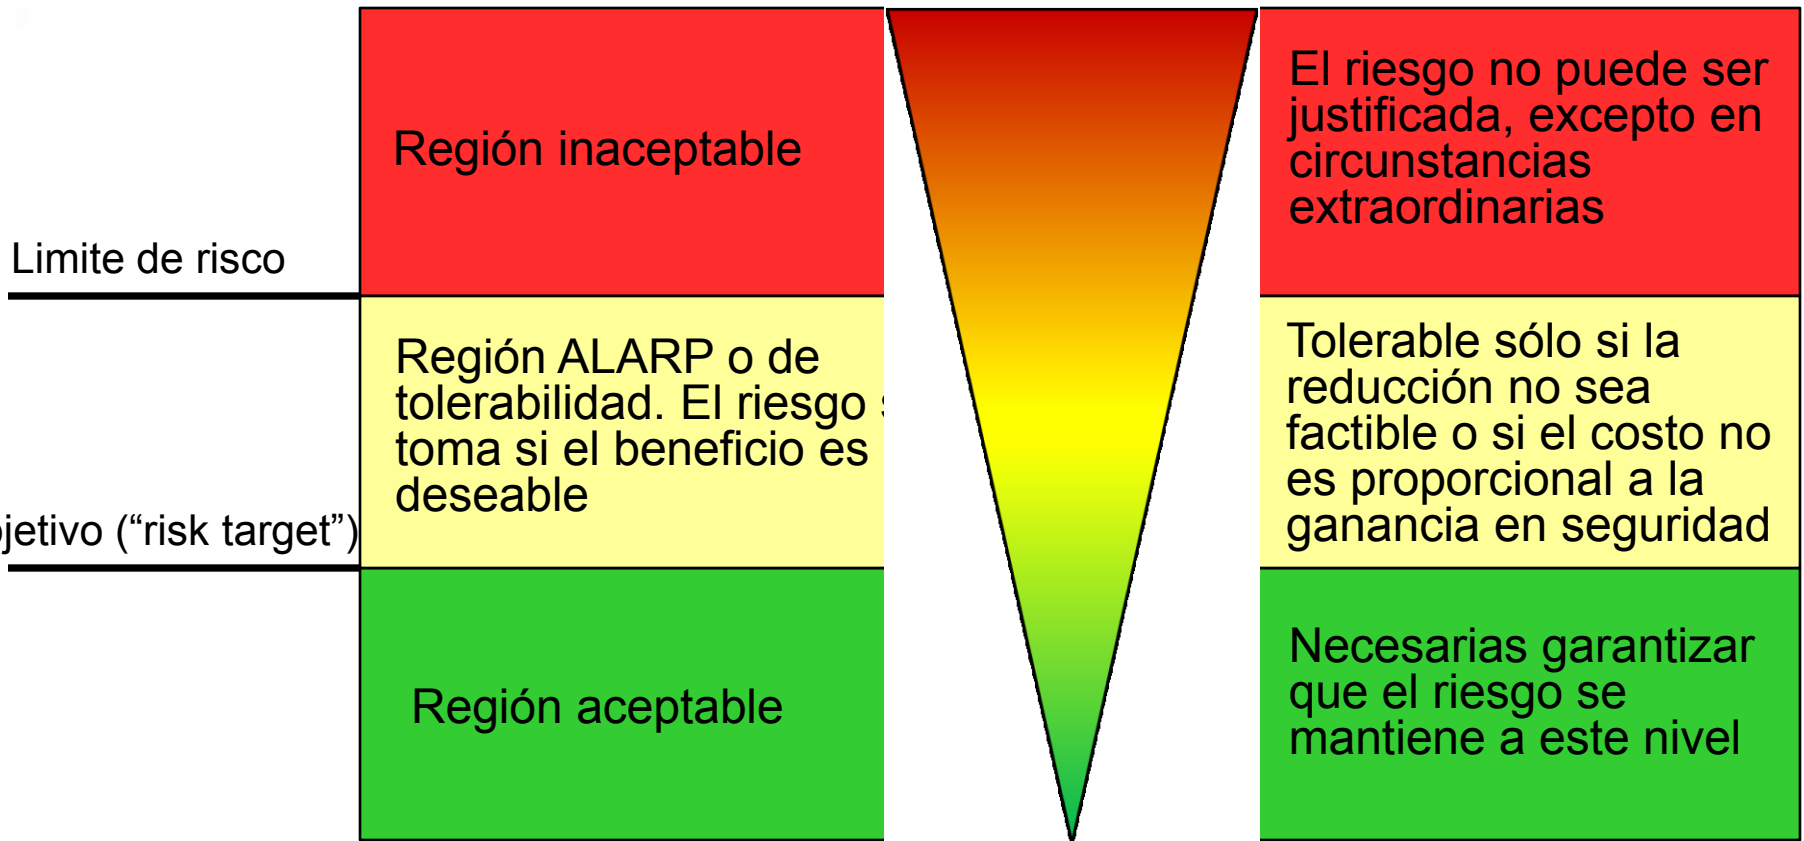 Región inaceptable
El riesgo no puede ser
justificada, excepto en
circunstancias
extraordinarias
Limite de risco
Región ALARP o de
tolerabilidad. El riesgo
toma si el beneficio es
deseable
Tolerable sólo si la
reducción no sea
factible o si el costo no
es proporcional a la
ganancia en seguridad
("risk target")
Región aceptable
Necesarias garantizar
que el riesgo se
mantiene a este nivel